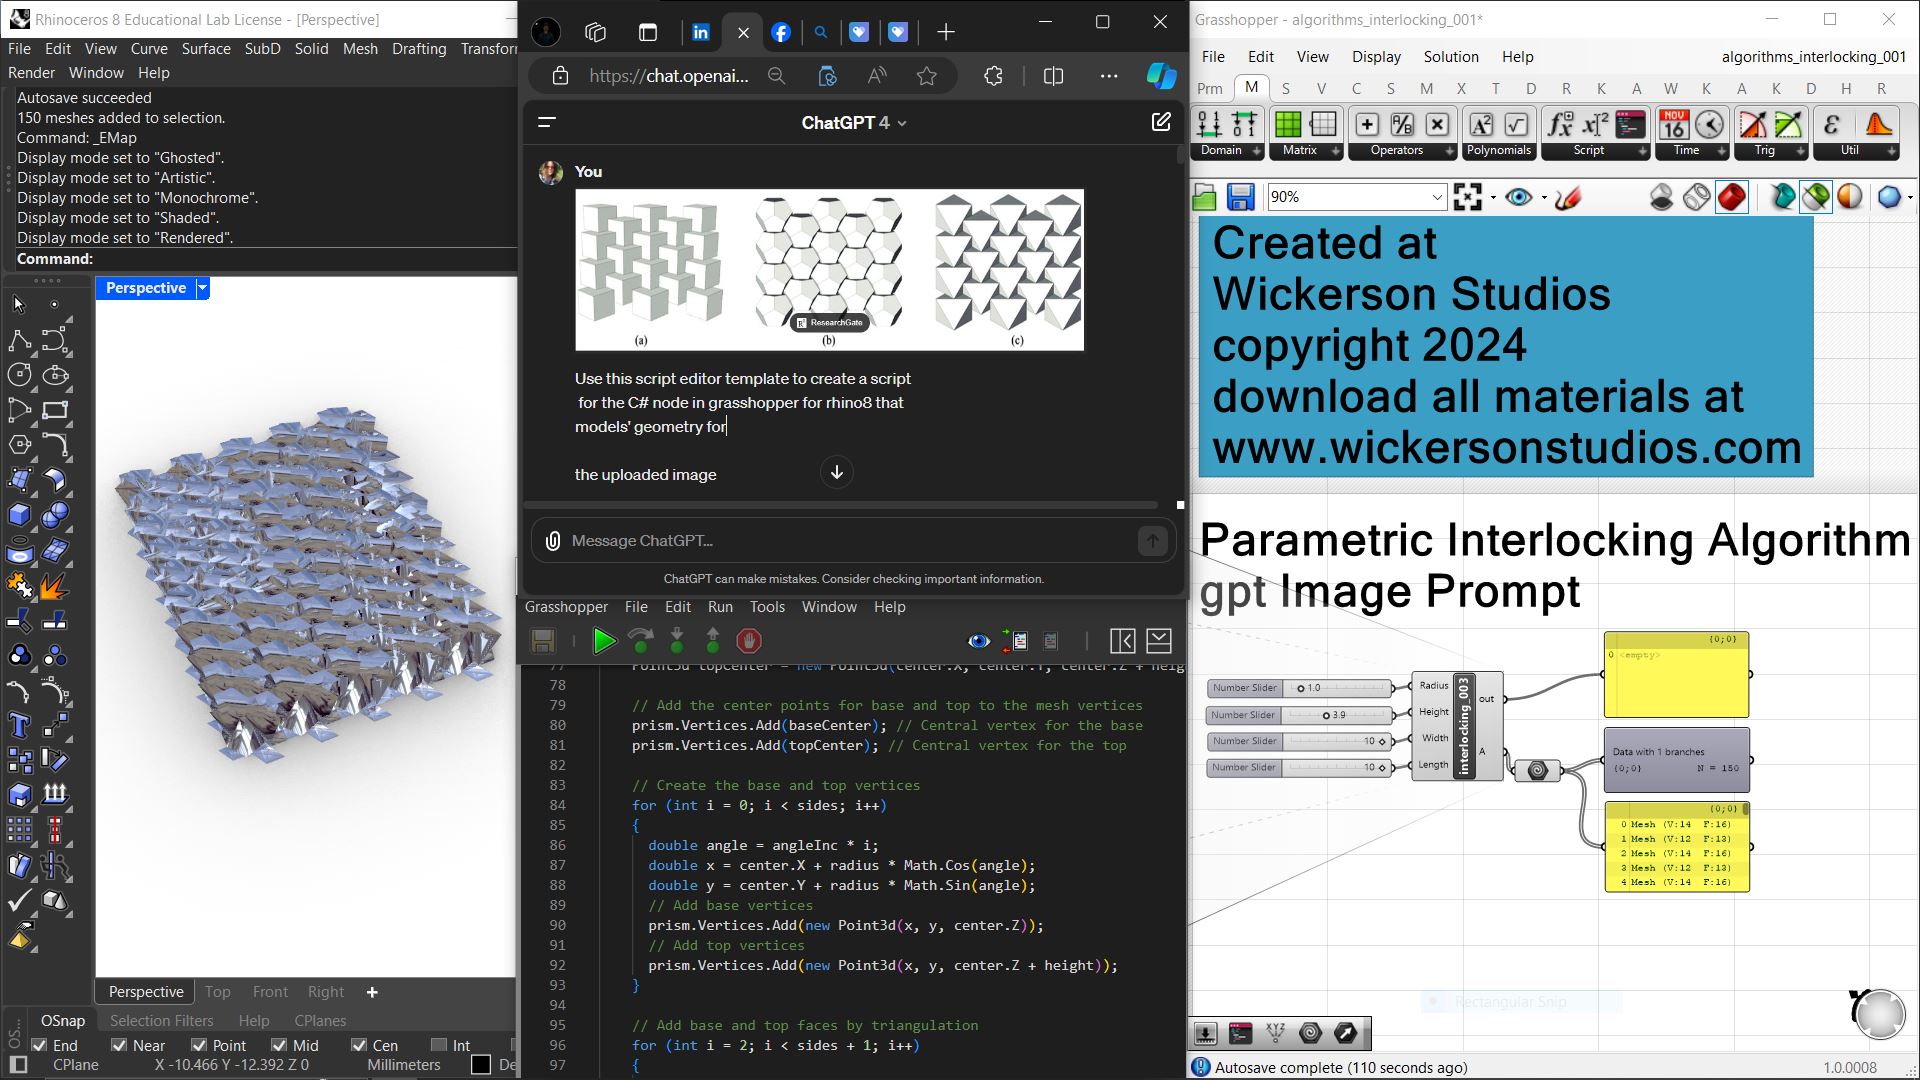 Rhinoceros 8 Educational Lab License - [Perspective]
File Edit View Curve Surface SubD Solid Mesh Drafting Transforn
Render Window Help
Autosave succeeded
150 meshes added to selection.
Command: _EMap
Display mode set to "Ghosted".
Display mode set to "Artistic".
Display mode set to "Monochrome".
Display mode set to "Shaded".
Display mode set to "Rendered".
Command:
Perspective
Perspective Top Front Right
OSnap Selection Filters Help CPlanes
End Near Point Mid Cen Int
CPlane X -10.466 Y -12.392 Z 0 Millimeters De
https://chat.openai...
ChatGPT 4
You
ResearchGate
(a) (b) (c)
Use this script editor template to create a script
for the C# node in grasshopper for rhino8 that
models' geometry for
the uploaded image
Message ChatGPT...
ChatGPT can make mistakes. Consider checking important information.
Grasshopper File Edit Run Tools Window Help
77 Point3d topCenter = new Point3d(center.X, center.Y, center.Z + heig
78
79 // Add the center points for base and top to the mesh vertices
80 prism.Vertices.Add(baseCenter); // Central vertex for the base
81 prism.Vertices.Add(topCenter); // Central vertex for the top
82
83 // Create the base and top vertices
84 for (int i = 0; i < sides; i++)
85 {
86 double angle = angleInc * i;
87 double x = center.X + radius * Math.Cos(angle);
88 double y = center.Y + radius * Math.Sin(angle);
89 // Add base vertices
90 prism.Vertices.Add(new Point3d(x, y, center.Z));
91 // Add top vertices
92 prism.Vertices.Add(new Point3d(x, y, center.Z + height));
93 }
94
95 // Add base and top faces by triangulation
96 for (int i = 2; i < sides + 1; i++)
97 {
Grasshopper - algorithms_interlocking_001*
File Edit View Display Solution Help algorithms_interlocking_001
Prm M S V C S M X T D R K A W K A K D H R
Domain Matrix Operators Polynomials Script Time Trig Util
90%
Created at
Wickerson Studios
copyright 2024
download all materials at
www.wickersonstudios.com
Parametric Interlocking Algorithm
gpt Image Prompt
Number Slider 1.0
Number Slider 3.9
Number Slider 10
Number Slider 10
Radius
Height
Width
Length
interlocking_003
out
A
{0;0}
0 <empty>
Data with 1 branches
{0;0} N = 150
{0;0}
0 Mesh (V:14 F:16)
1 Mesh (V:12 F:13)
2 Mesh (V:14 F:16)
3 Mesh (V:12 F:13)
4 Mesh (V:14 F:16)
Rectangular Snip
Autosave complete (110 seconds ago) 1.0.0008